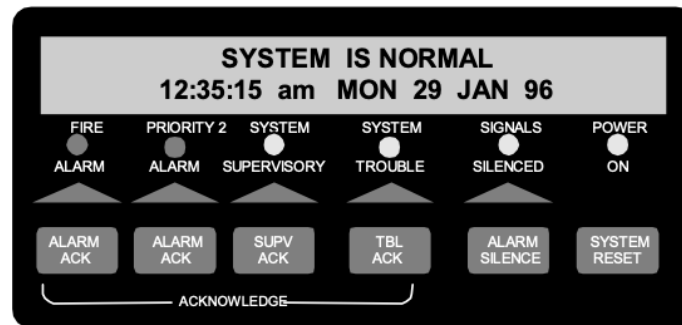 SYSTEM IS NORMAL
12:35:15 am MON 29 JAN 96
FIRE PRIORITY 2 SYSTEM SYSTEM SIGNALS POWER
ALARM ALARM SUPERVISORY TROUBLE SILENCED ON
ALARM ALARM SUPV TBL ALARM SYSTEM
ACK ACK ACK ACK SILENCE RESET
ACKNOWLEDGE